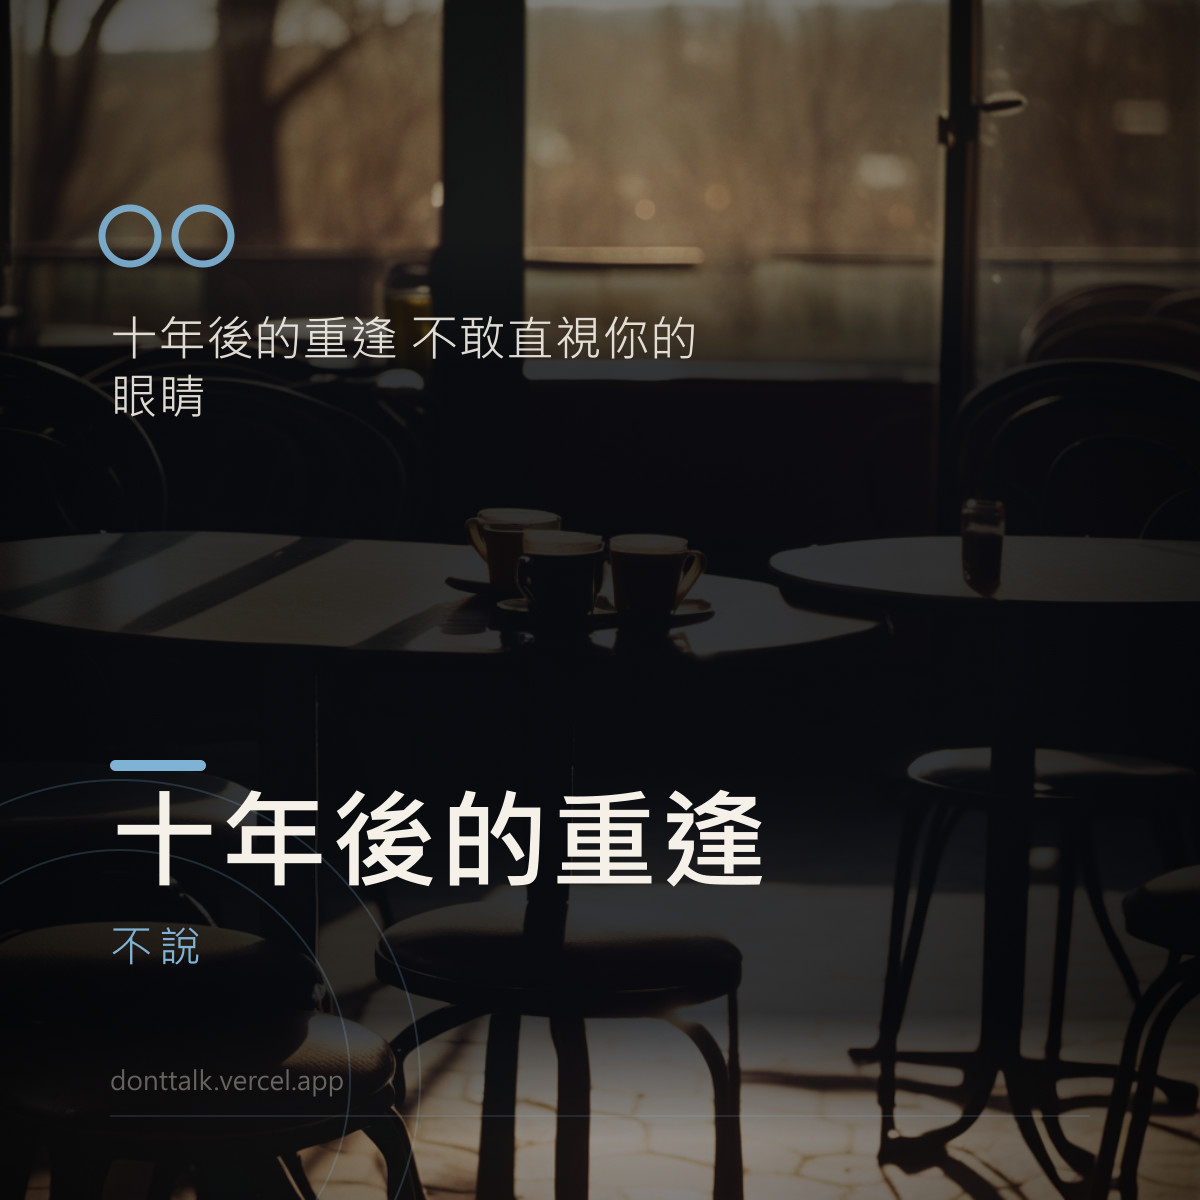 十年後的重逢 不敢直視你的
眼睛
十年後的重逢
不說
donttalk.vercel.app